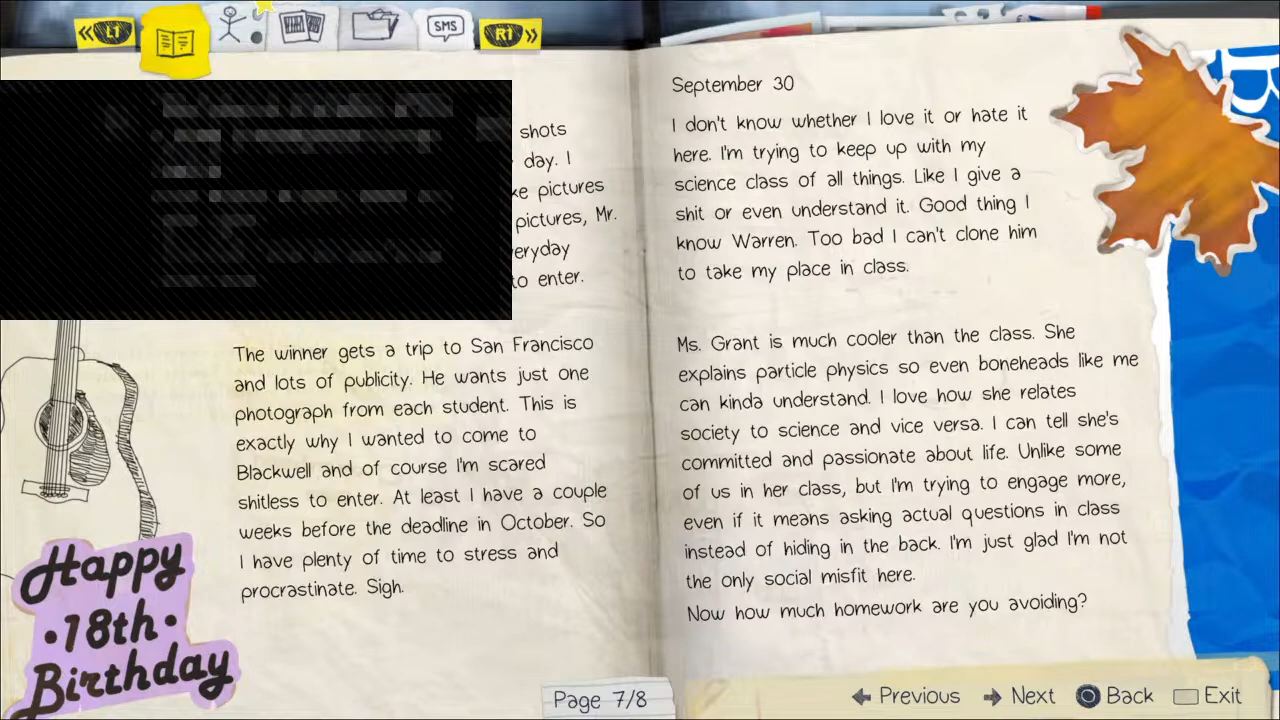 L1
SMS
R1
shots
day. I
pictures
pictures, Mr.
to enter.
The winner gets a trip to San Francisco
and lots of publicity. He wants just one
photograph from each student. This is
exactly why I wanted to come to
Blackwell and of course I'm scared
shitless to enter. At least I have a couple
weeks before the deadline in October. So
I have plenty of time to stress and
procrastinate. Sigh.
Happy
•18th•
Birthday
September 30
I don't know whether I love it or hate it
here. I'm trying to keep up with my
science class of all things. Like I give a
shit or even understand it. Good thing I
know Warren. Too bad I can't clone him
to take my place in class.
Ms. Grant is much cooler than the class. She
explains particle physics so even boneheads like me
can kinda understand. I love how she relates
society to science and vice versa. I can tell she's
committed and passionate about life. Unlike some
of us in her class, but I'm trying to engage more,
even if it means asking actual questions in class
instead of hiding in the back. I'm just glad I'm not
the only social misfit here.
Now how much homework are you avoiding?
Page 7/8
Previous Next Back Exit